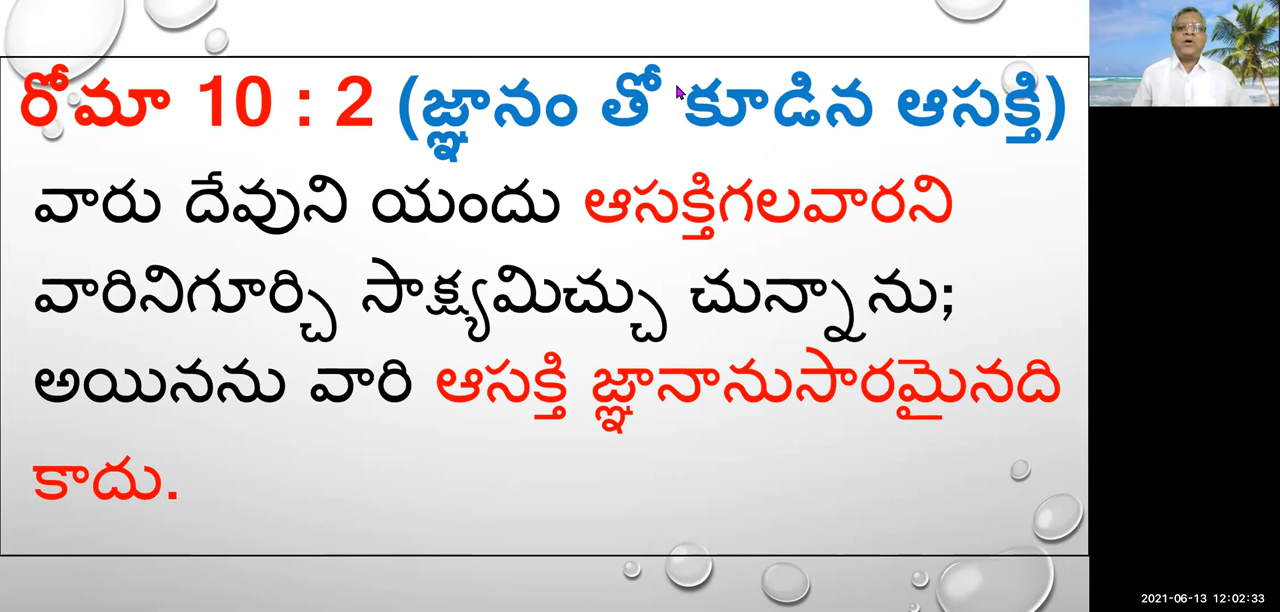 రోమా 10 : 2 (జ్ఞానం తో కూడిన ఆసక్తి)
వారు దేవుని యందు ఆసక్తిగలవారని
వారినిగూర్చి సాక్ష్యమిచ్చు చున్నాను;
అయినను వారి ఆసక్తి జ్ఞానానుసారమైనది
కాదు.
2021-06-13 12:02:33